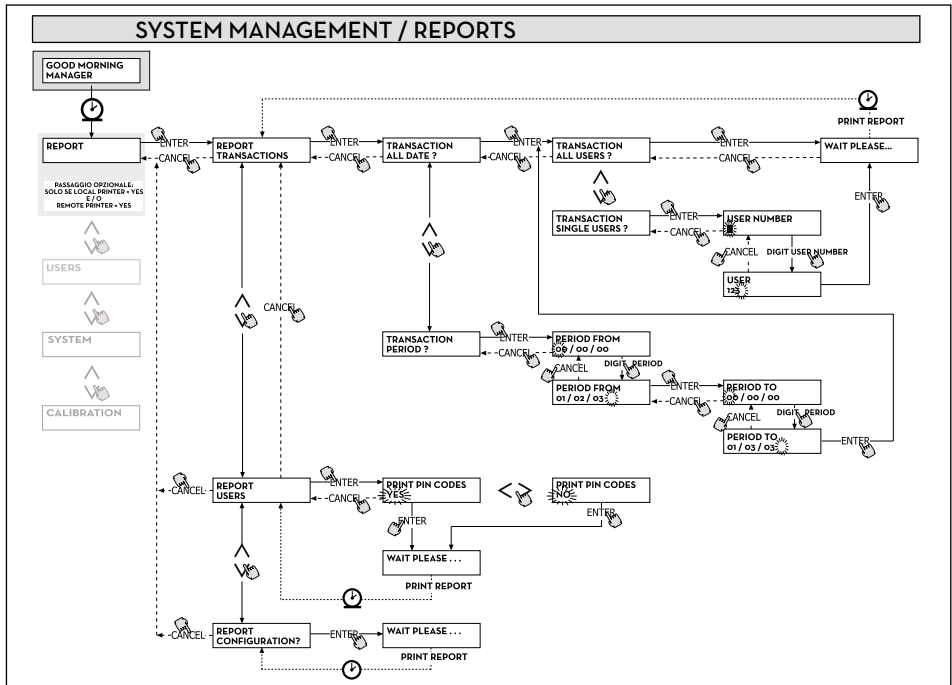 SYSTEM MANAGEMENT / REPORTS
GOOD MORNING
MANAGER
PRINT REPORT
REPORT
ENTER
CANCEL
REPORT
TRANSACTIONS
ENTER
CANCEL
TRANSACTION
ALL DATE ?
ENTER
CANCEL
TRANSACTION
ALL USERS ?
ENTER
CANCEL
WAIT PLEASE...
PASSAGGIO OPZIONALE:
SOLO SE LOCAL PRINTER = YES
E / O
REMOTE PRINTER = YES
ENTER
TRANSACTION
SINGLE USERS ?
ENTER
CANCEL
USER NUMBER
CANCEL
DIGIT USER NUMBER
USER
123
USERS
CANCEL
SYSTEM
TRANSACTION
PERIOD ?
ENTER
CANCEL
PERIOD FROM
00 / 00 / 00
CANCEL
DIGIT PERIOD
PERIOD FROM
01 / 02 / 03
ENTER
CANCEL
PERIOD TO
00 / 00 / 00
CANCEL
DIGIT PERIOD
PERIOD TO
01 / 03 / 03
ENTER
CALIBRATION
CANCEL
REPORT
USERS
ENTER
CANCEL
PRINT PIN CODES
YES
< >
PRINT PIN CODES
NO
ENTER
ENTER
WAIT PLEASE . . .
PRINT REPORT
CANCEL
REPORT
CONFIGURATION?
ENTER
WAIT PLEASE . . .
PRINT REPORT